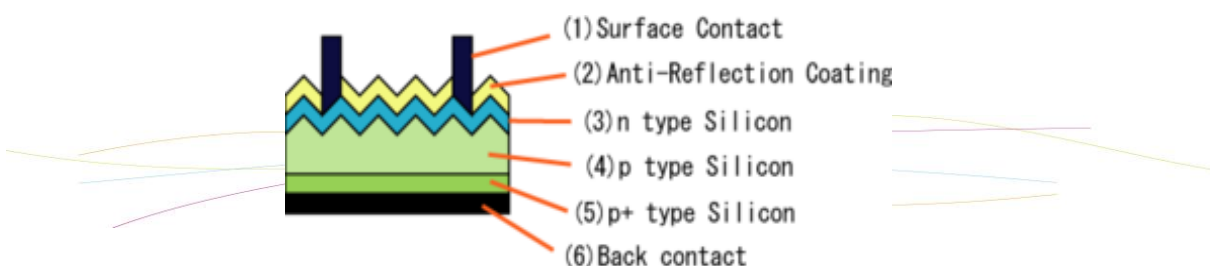 (1)Surface Contact
(2)Anti-Reflection Coating
(3)n type Silicon
(4)p type Silicon
(5)p+ type Silicon
(6)Back contact